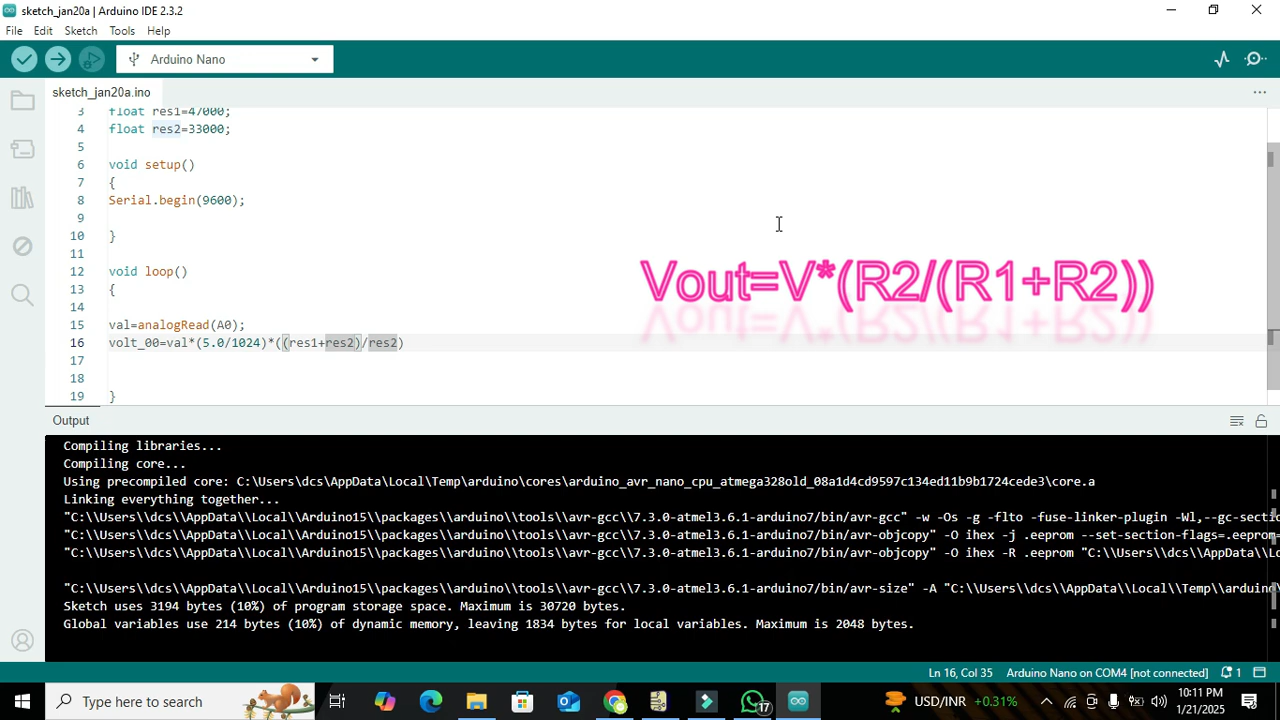 sketch_jan20a | Arduino IDE 2.3.2
File Edit Sketch Tools Help
Arduino Nano
sketch_jan20a.ino
3 float res1=47000;
4 float res2=33000;
5
6 void setup()
7 {
8 Serial.begin(9600);
9
10 }
11
12 void loop()
13 {
14
15 val=analogRead(A0);
16 volt_00=val*(5.0/1024)*((res1+res2)/res2)
17
18
19 }
Vout=V*(R2/(R1+R2))
Output
Compiling libraries...
Compiling core...
Using precompiled core: C:\Users\dcs\AppData\Local\Temp\arduino\cores\arduino_avr_nano_cpu_atmega328old_08a1d4cd9597c134ed11b9b1724cede3\core.a
Linking everything together...
"C:\\Users\\dcs\\AppData\\Local\\Arduino15\\packages\\arduino\\tools\\avr-gcc\\7.3.0-atmel3.6.1-arduino7/bin/avr-gcc" -w -Os -g -flto -fuse-linker-plugin -Wl,--gc-sectio
"C:\\Users\\dcs\\AppData\\Local\\Arduino15\\packages\\arduino\\tools\\avr-gcc\\7.3.0-atmel3.6.1-arduino7/bin/avr-objcopy" -O ihex -j .eeprom --set-section-flags=.eeprom=
"C:\\Users\\dcs\\AppData\\Local\\Arduino15\\packages\\arduino\\tools\\avr-gcc\\7.3.0-atmel3.6.1-arduino7/bin/avr-objcopy" -O ihex -R .eeprom "C:\\Users\\dcs\\AppData\\Lo
"C:\\Users\\dcs\\AppData\\Local\\Arduino15\\packages\\arduino\\tools\\avr-gcc\\7.3.0-atmel3.6.1-arduino7/bin/avr-size" -A "C:\\Users\\dcs\\AppData\\Local\\Temp\\arduino\
Sketch uses 3194 bytes (10%) of program storage space. Maximum is 30720 bytes.
Global variables use 214 bytes (10%) of dynamic memory, leaving 1834 bytes for local variables. Maximum is 2048 bytes.
Ln 16, Col 35 Arduino Nano on COM4 [not connected] 1
Type here to search
17
USD/INR +0.31%
10:11 PM
1/21/2025